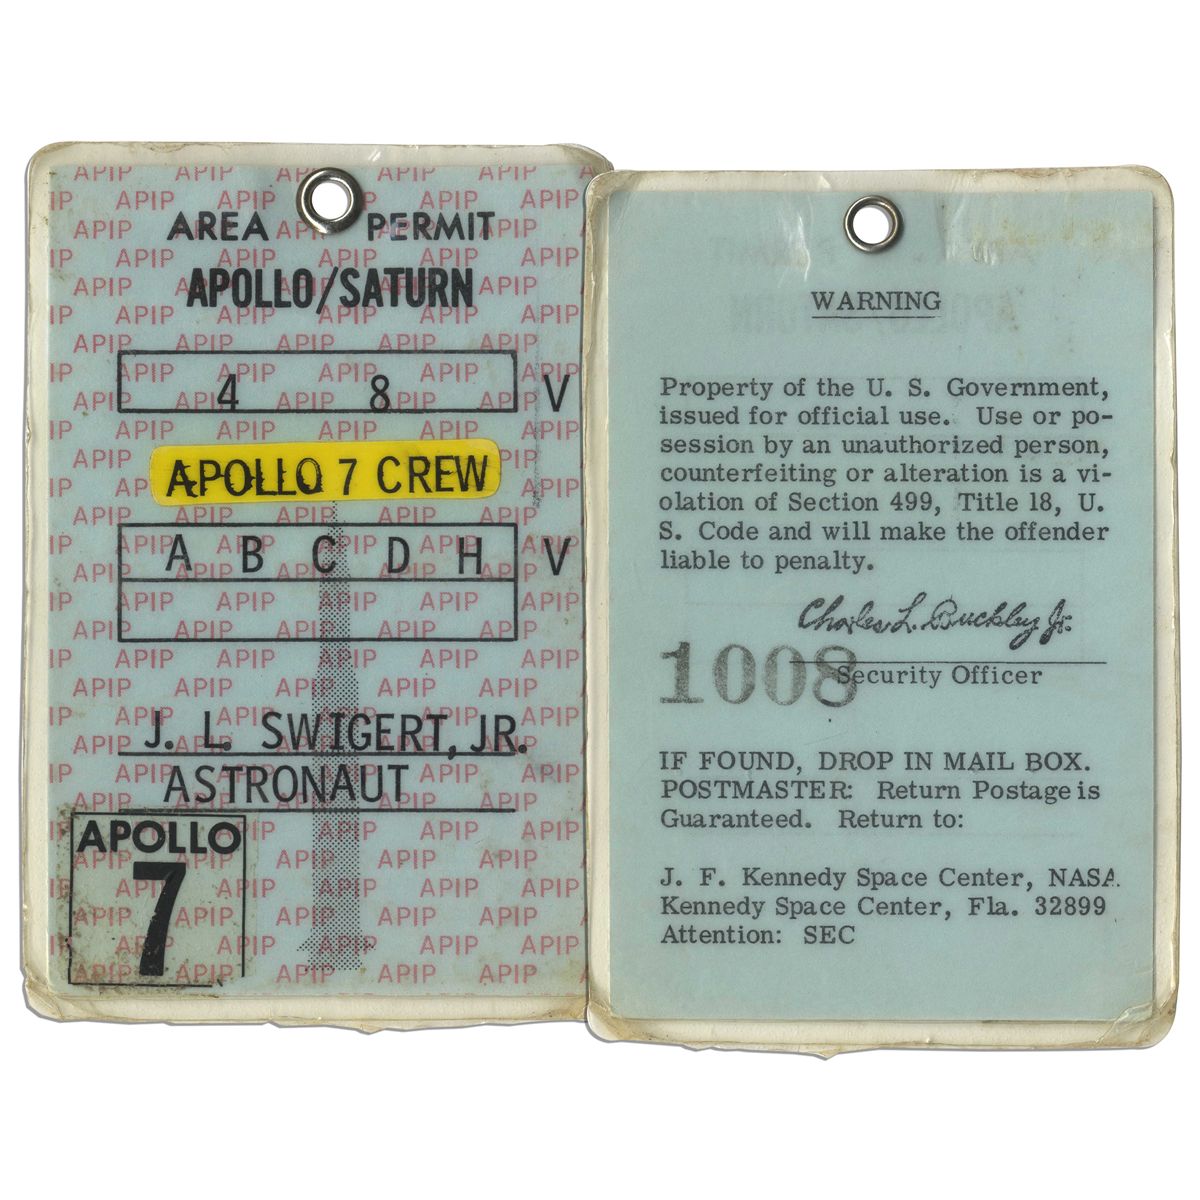 AREA PERMIT
APOLLO/SATURN
4 8 V
APOLLO 7 CREW
A B C D H V
J. L. SWIGERT, JR.
ASTRONAUT
APOLLO
7
APIP
WARNING
Property of the U. S. Government,
issued for official use. Use or po-
session by an unauthorized person,
counterfeiting or alteration is a vi-
olation of Section 499, Title 18, U.
S. Code and will make the offender
liable to penalty.
Charles L. Buckley Jr.
1008
Security Officer
IF FOUND, DROP IN MAIL BOX.
POSTMASTER: Return Postage is
Guaranteed. Return to:
J. F. Kennedy Space Center, NASA
Kennedy Space Center, Fla. 32899
Attention: SEC